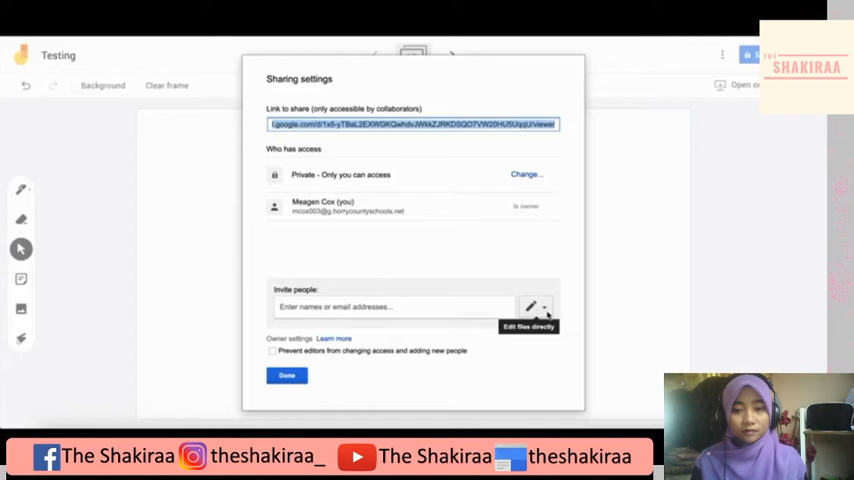 Testing
THE
SHAKIRAA
Background
Clear frame
Open on
Sharing settings
Link to share (only accessible by collaborators)
Who has access
Private - Only you can access
Change...
Meagen Cox (you)
mcox003@g.horrycountyschools.net
Is owner
Invite people:
Enter names or email addresses...
Edit files directly
Owner settings Learn more
Prevent editors from changing access and adding new people
Done
The Shakiraa theshakiraa_ The Shakiraa theshakiraa